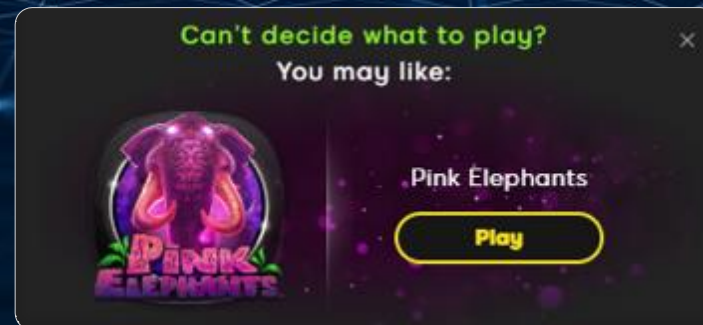 Can't decide what to play?
You may like:
PINK
ELEPHANTS
Pink Elephants
Play